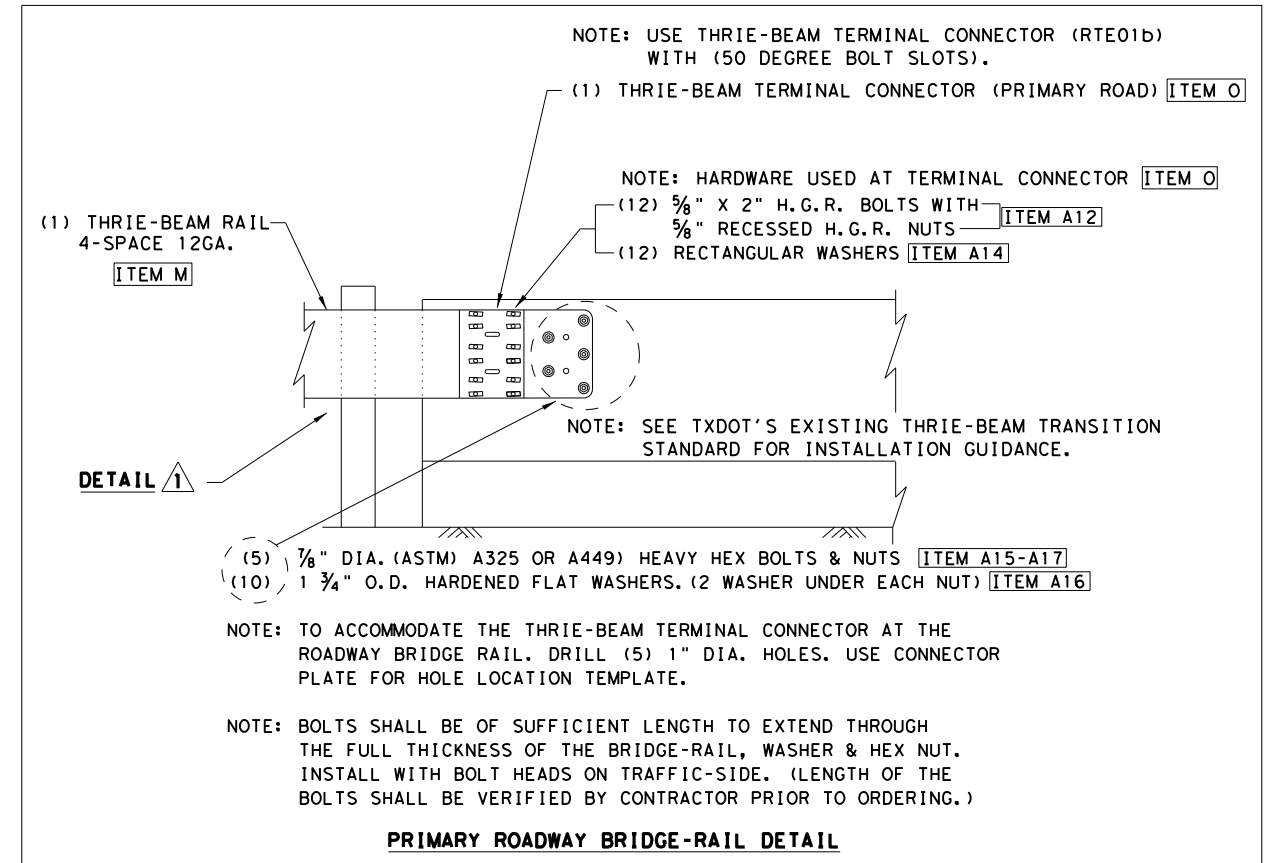 NOTE: USE THRIE-BEAM TERMINAL CONNECTOR (RTE01b)
WITH (50 DEGREE BOLT SLOTS).
(1) THRIE-BEAM TERMINAL CONNECTOR (PRIMARY ROAD) ITEM O
NOTE: HARDWARE USED AT TERMINAL CONNECTOR ITEM O
(12) 5/8" X 2" H.G.R. BOLTS WITH
5/8" RECESSED H.G.R. NUTS
ITEM A12
(12) RECTANGULAR WASHERS ITEM A14
(1) THRIE-BEAM RAIL
4-SPACE 12GA.
ITEM M
NOTE: SEE TXDOT'S EXISTING THRIE-BEAM TRANSITION
STANDARD FOR INSTALLATION GUIDANCE.
DETAIL 1
(5) 7/8" DIA. (ASTM) A325 OR A449) HEAVY HEX BOLTS & NUTS ITEM A15-A17
(10) 1 3/4" O.D. HARDENED FLAT WASHERS. (2 WASHER UNDER EACH NUT) ITEM A16
NOTE: TO ACCOMMODATE THE THRIE-BEAM TERMINAL CONNECTOR AT THE
ROADWAY BRIDGE RAIL. DRILL (5) 1" DIA. HOLES. USE CONNECTOR
PLATE FOR HOLE LOCATION TEMPLATE.
NOTE: BOLTS SHALL BE OF SUFFICIENT LENGTH TO EXTEND THROUGH
THE FULL THICKNESS OF THE BRIDGE-RAIL, WASHER & HEX NUT.
INSTALL WITH BOLT HEADS ON TRAFFIC-SIDE. (LENGTH OF THE
BOLTS SHALL BE VERIFIED BY CONTRACTOR PRIOR TO ORDERING.)
PRIMARY ROADWAY BRIDGE-RAIL DETAIL